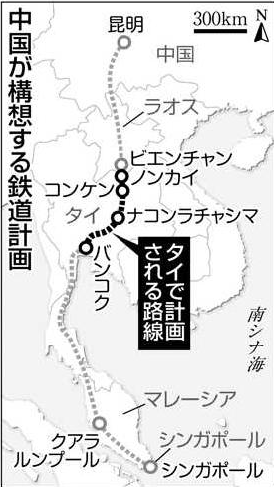 中国が構想する鉄道計画
300km
N
昆明
中国
ラオス
ビエンチャン
ノンカイ
コンケン
タイ
ナコンラチャシマ
バンコク
タイで計画
される路線
南シナ海
マレーシア
クアラ
ルンプール
シンガポール
シンガポール